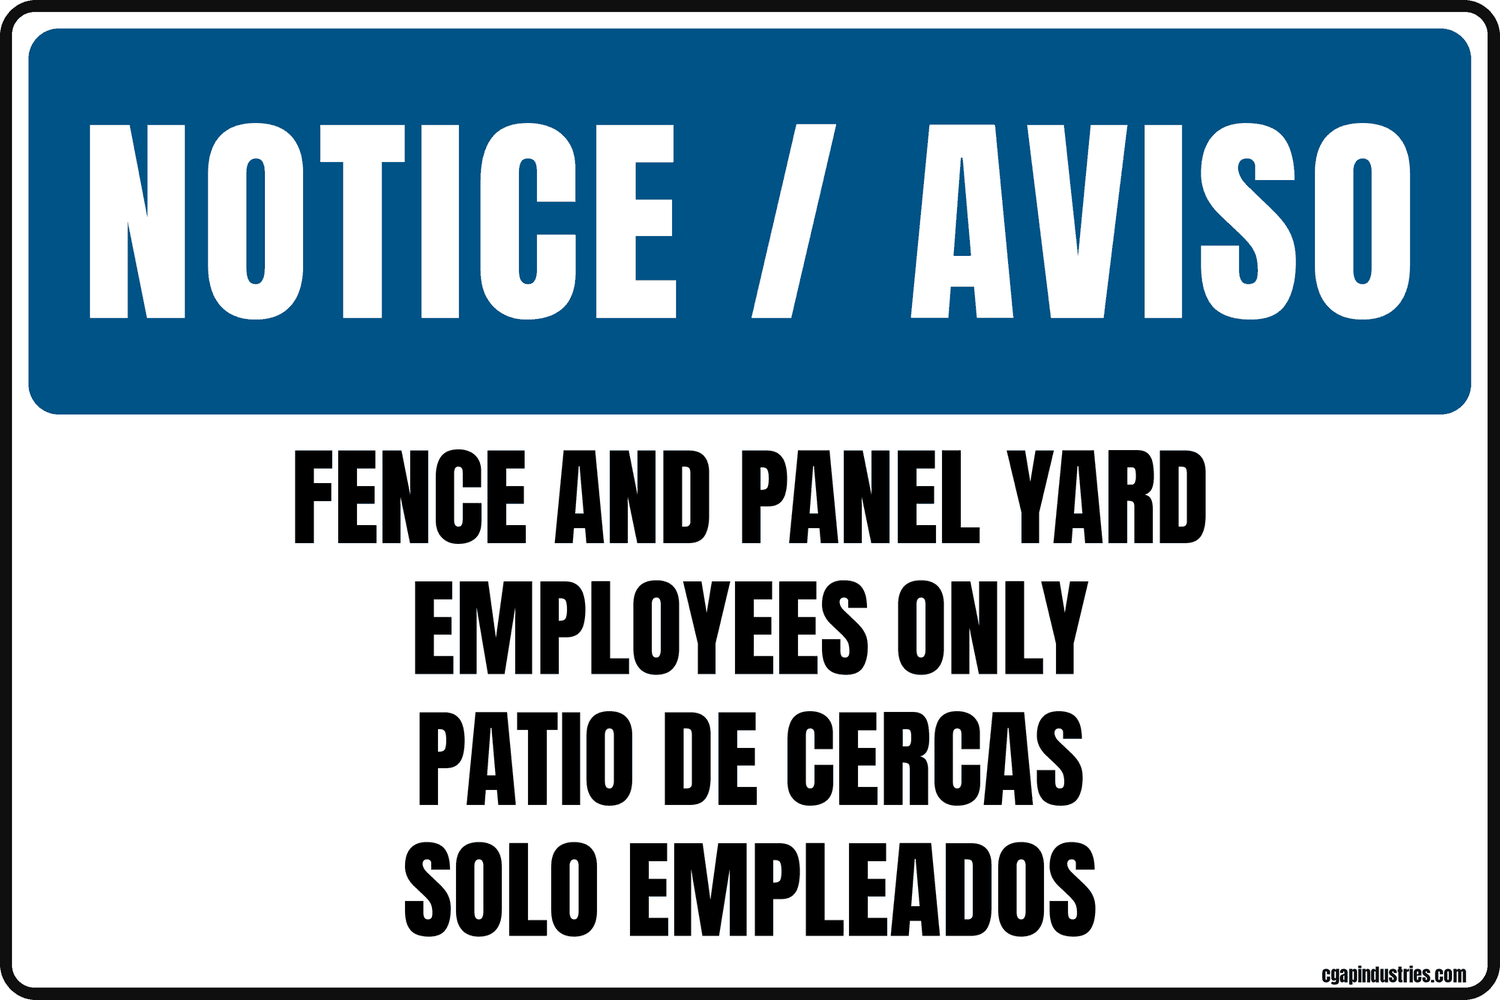 NOTICE / AVISO
FENCE AND PANEL YARD
EMPLOYEES ONLY
PATIO DE CERCAS
SOLO EMPLEADOS
cgapindustries.com